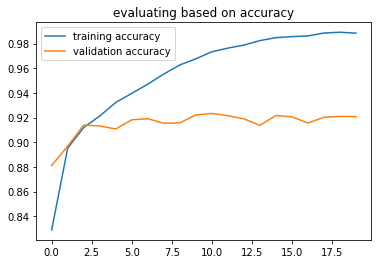 evaluating based on accuracy
training accuracy
validation accuracy
0.98
0.96
0.94
0.92
0.90
0.88
0.86
0.84
0.0 2.5 5.0 7.5 10.0 12.5 15.0 17.5